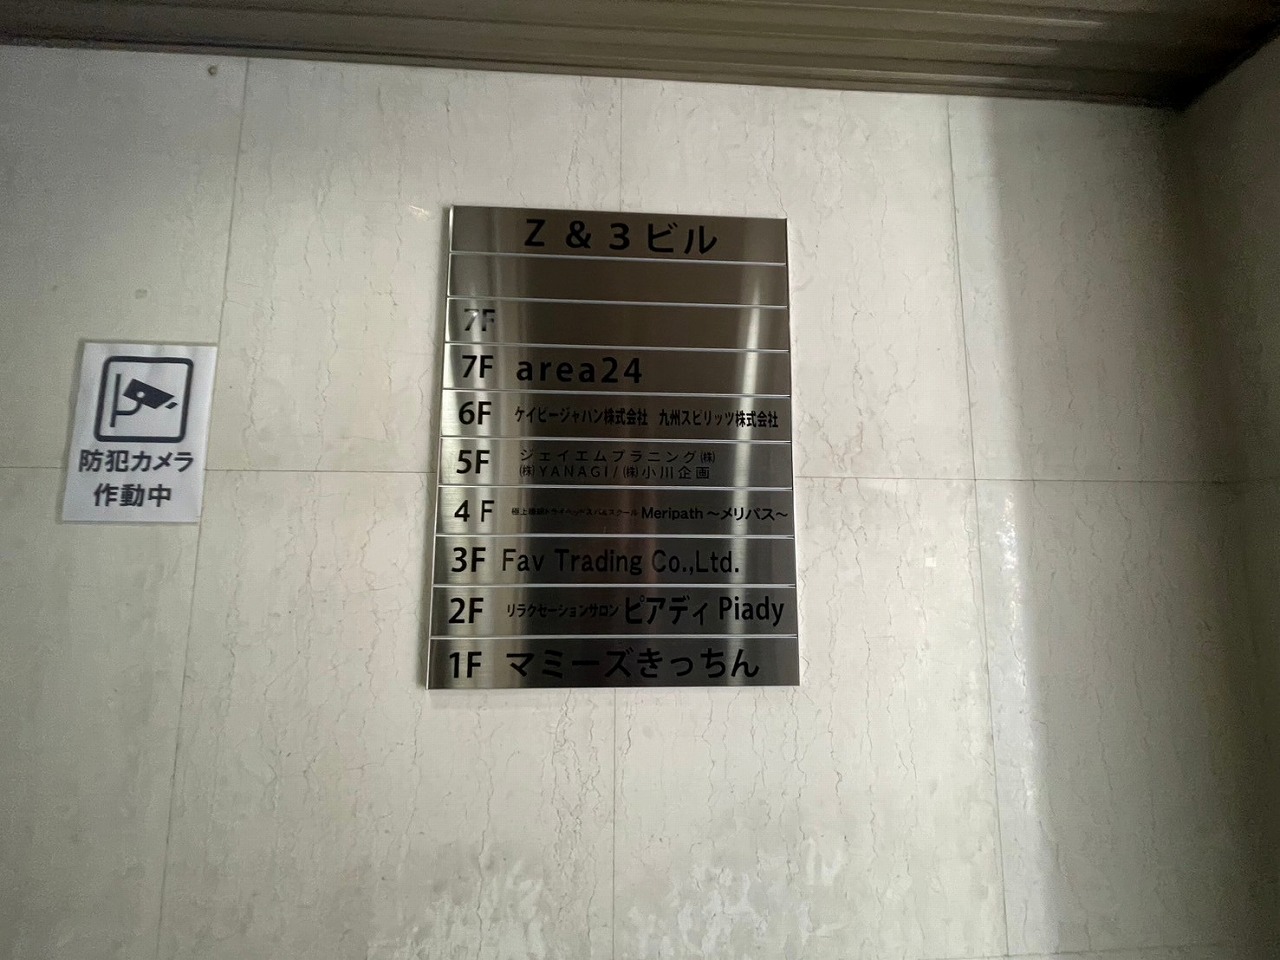 Z & 3 ビル
7F
7F area24
6F ケイビージャパン株式会社 九州スピリッツ株式会社
5F ジェイエムプラニング㈱
㈱YANAGI/㈱小川企画
4F Meripath～メリパス～
3F Fav Trading Co.,Ltd.
2F リラクゼーションサロン ピアディ Piady
1F マミーズきっちん
防犯カメラ
作動中